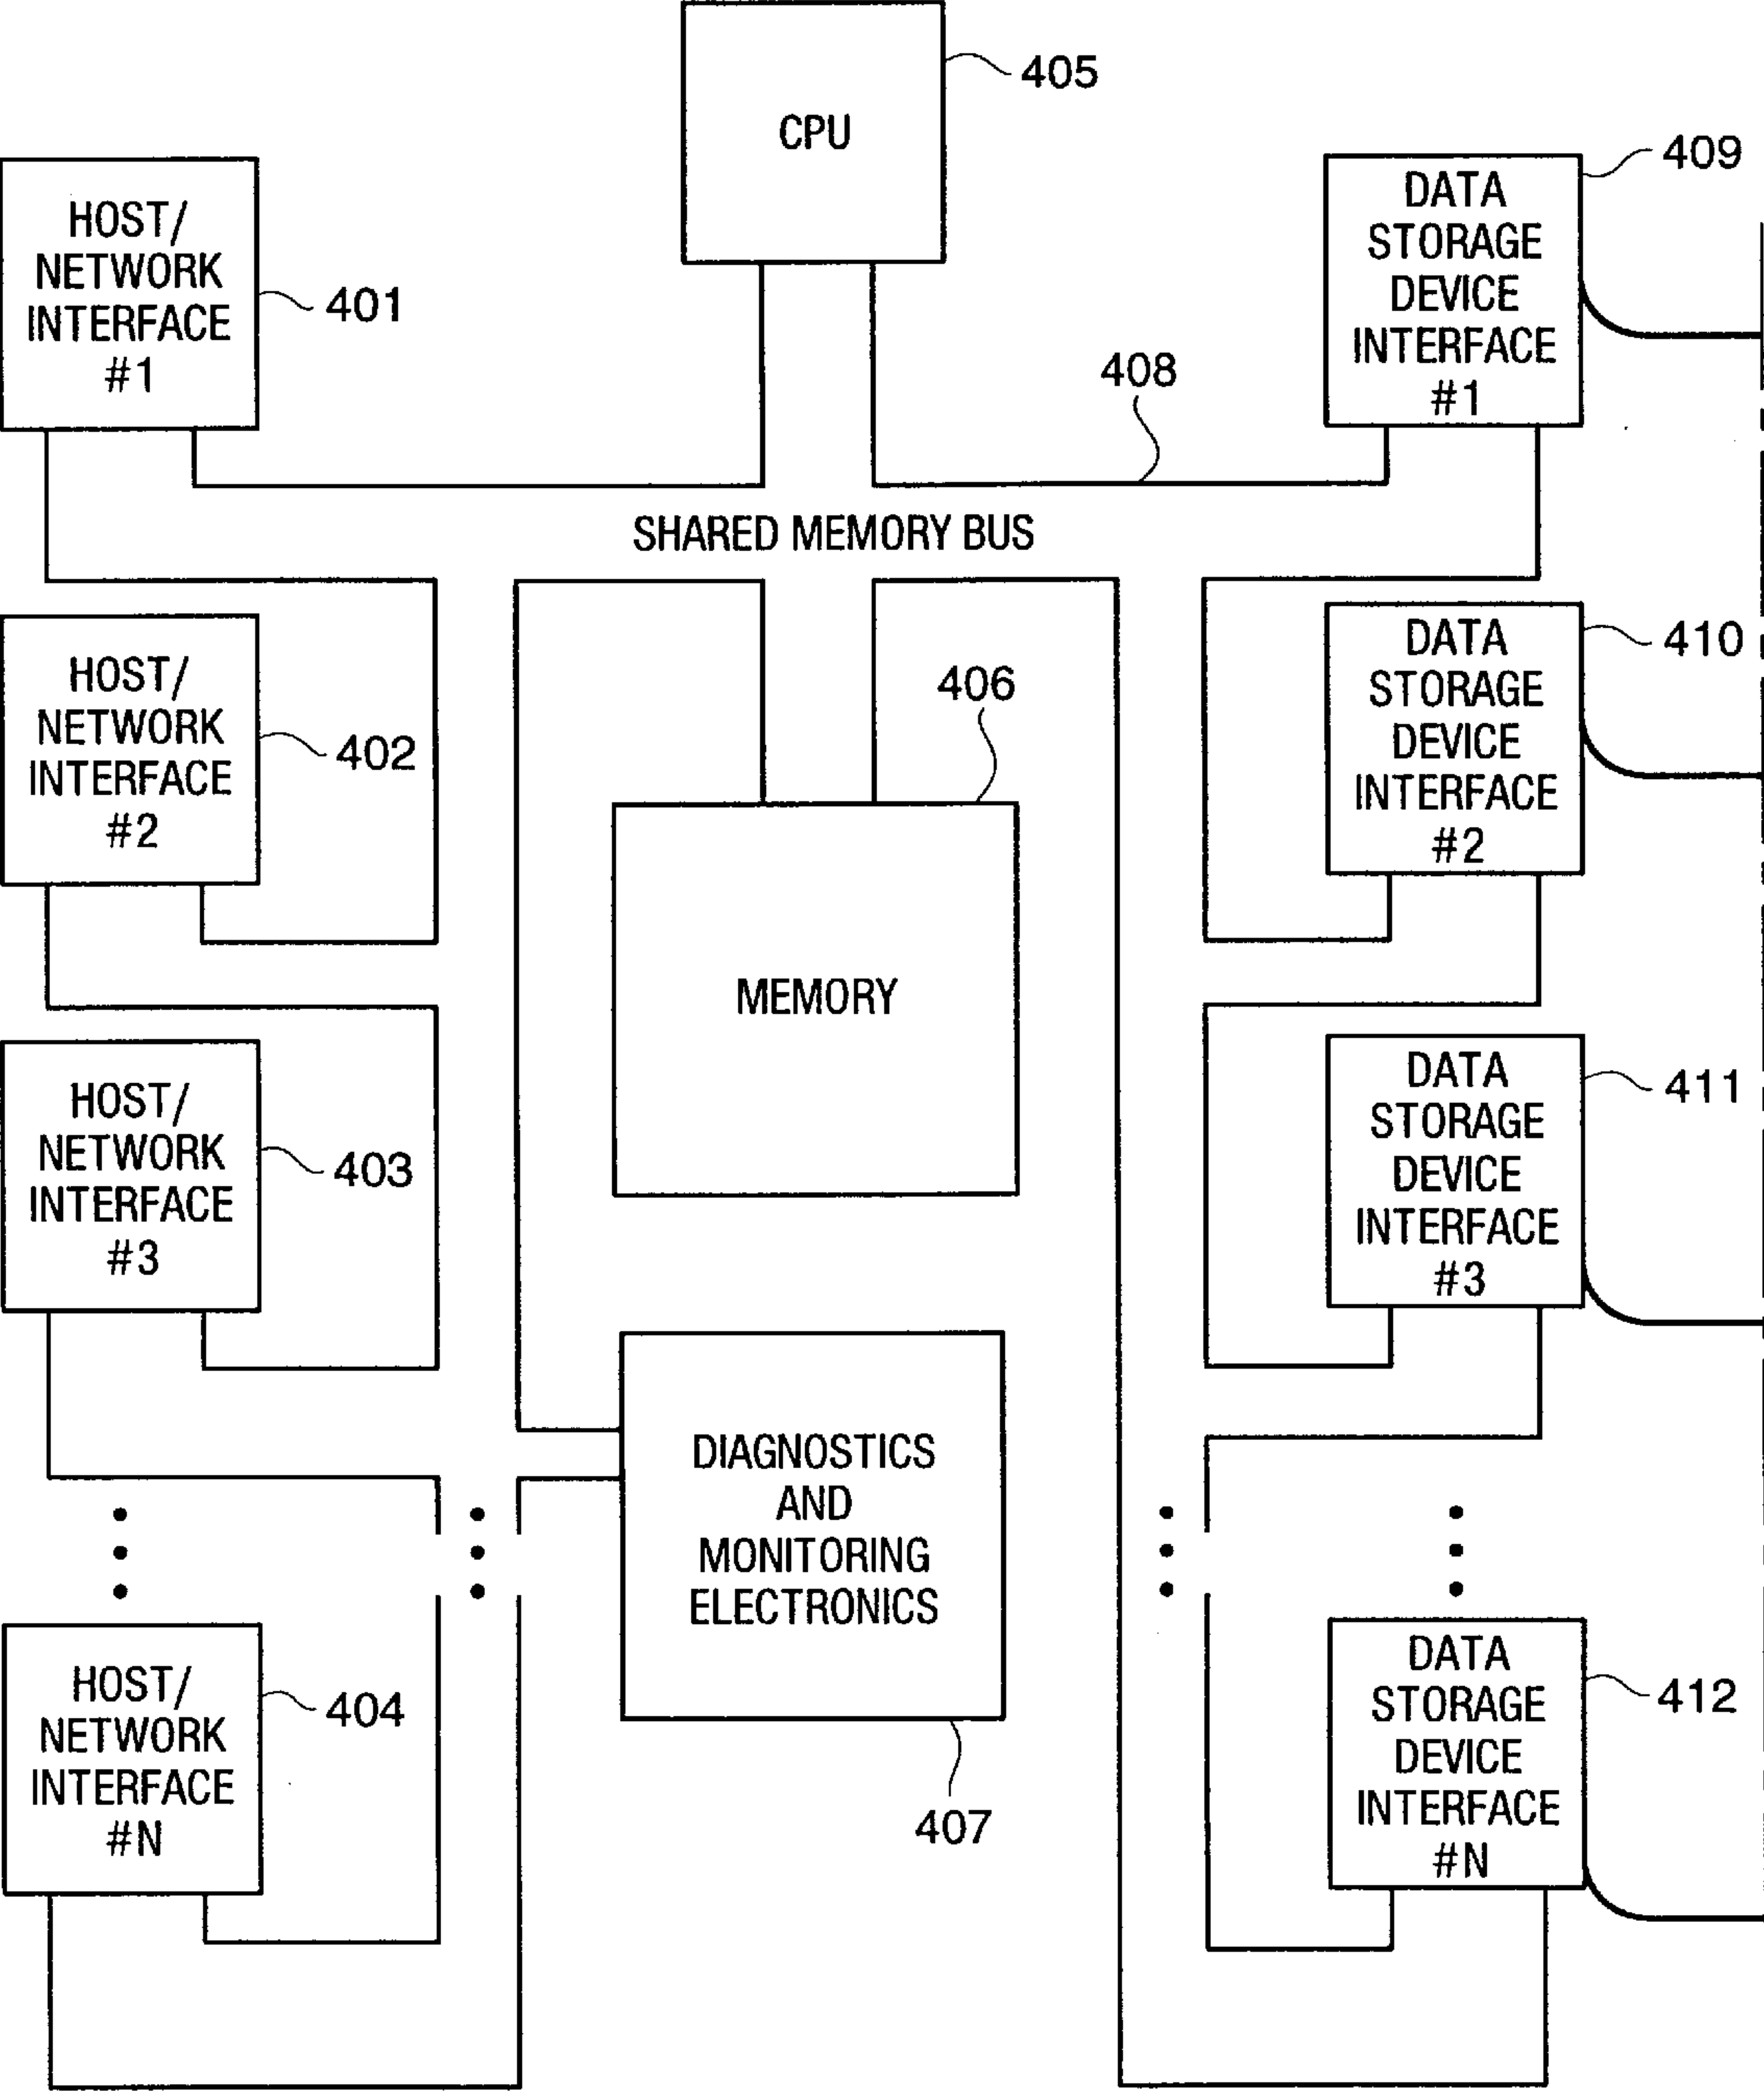 405
CPU
HOST/
NETWORK
INTERFACE
#1
401
DATA
STORAGE
DEVICE
INTERFACE
#1
409
408
SHARED MEMORY BUS
HOST/
NETWORK
INTERFACE
#2
402
406
MEMORY
DATA
STORAGE
DEVICE
INTERFACE
#2
410
HOST/
NETWORK
INTERFACE
#3
403
DATA
STORAGE
DEVICE
INTERFACE
#3
411
DIAGNOSTICS
AND
MONITORING
ELECTRONICS
407
HOST/
NETWORK
INTERFACE
#N
404
DATA
STORAGE
DEVICE
INTERFACE
#N
412